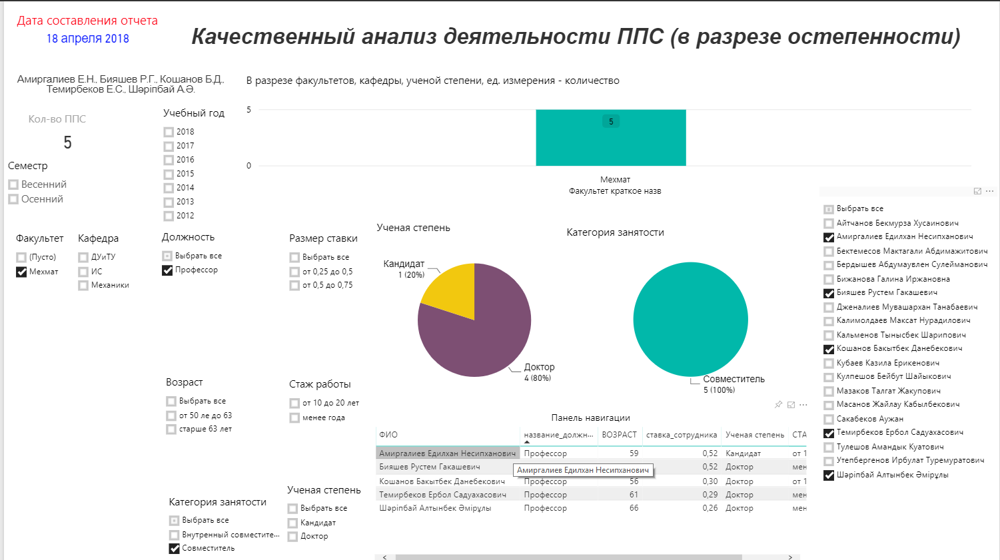 Дата составления отчета
18 апреля 2018
Качественный анализ деятельности ППС (в разрезе остепенности)
Амиргалиев Е.Н., Бияшев Р.Г., Кошанов Б.Д.,
Темирбеков Е.С., Шәріпбай А.Ә.
Кол-во ППС
5
Семестр
Весенний
Осенний
Учебный год
2018
2017
2016
2015
2014
2013
2012
В разрезе факультетов, кафедры, ученой степени, ед. измерения - количество
5
0
5
Мехмат
Факультет краткое назв
Факультет
(Пусто)
Мехмат
Кафедра
ДУиТУ
ИС
Механики
Должность
Выбрать все
Профессор
Размер ставки
Выбрать все
от 0,25 до 0,5
от 0,5 до 0,75
Ученая степень
Кандидат
1 (20%)
Доктор
4 (80%)
Категория занятости
Совместитель
5 (100%)
Выбрать все
Айтчанов Бекмурза Хусаинович
Амиргалиев Едилхан Несипханович
Бектемесов Мактагали Абдимажитович
Бердышев Абдумаувлен Сулейманович
Бижанова Галина Иржановна
Бияшев Рустем Гакашевич
Дженалиев Мувашархан Танабаевич
Калимолдаев Максат Нурадилович
Кальменов Тынысбек Шарипович
Кошанов Бакытбек Данебекович
Кубаев Казила Ерикенович
Кулпешов Бейбут Шайыкович
Мазаков Талгат Жакупович
Масанов Жайлау Кабылбекович
Сакабеков Аужан
Темирбеков Ербол Садуахасович
Тулешов Амандык Куатович
Утепбергенов Ирбулат Туремуратович
Шәріпбай Алтынбек Әмірұлы
Возраст
Выбрать все
от 50 ле до 63
старше 63 лет
Стаж работы
от 10 до 20 лет
менее года
Категория занятости
Выбрать все
Внутренный совместите...
Совместитель
Ученая степень
Выбрать все
Кандидат
Доктор
Панель навигации
ФИО название_должн... ВОЗРАСТ ставка_сотрудника Ученая степень СТА
Амиргалиев Едилхан Несипханович Профессор 59 0,52 Кандидат от 1
Бияшев Рустем Гакашевич 0,52 Доктор мен
Амиргалиев Едилхан Несипханович
Кошанов Бакытбек Данебекович Профессор 56 0,30 Доктор от 1
Темирбеков Ербол Садуахасович Профессор 61 0,29 Доктор мен
Шәріпбай Алтынбек Әмірұлы Профессор 66 0,26 Доктор мен